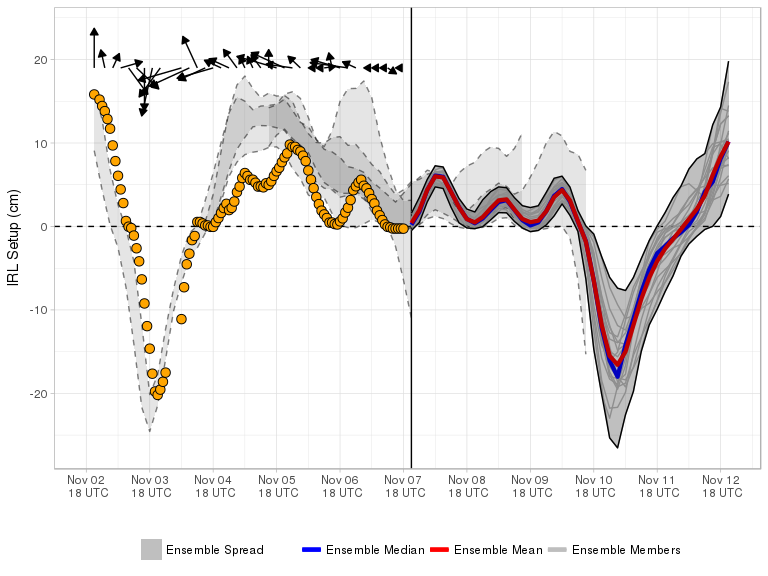 20
10
0
-10
-20
IRL Setup (cm)
Nov 02 Nov 03 Nov 04 Nov 05 Nov 06 Nov 07 Nov 08 Nov 09 Nov 10 Nov 11 Nov 12
18 UTC 18 UTC 18 UTC 18 UTC 18 UTC 18 UTC 18 UTC 18 UTC 18 UTC 18 UTC 18 UTC
Ensemble Spread Ensemble Median Ensemble Mean Ensemble Members